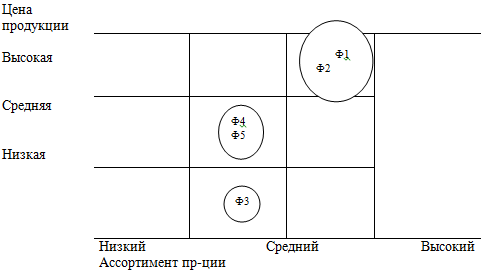 Цена
продукции
Высокая
Ф1
Ф2
Средняя
Ф4
Ф5
Низкая
Ф3
Низкий Средний Высокий
Ассортимент пр-ции